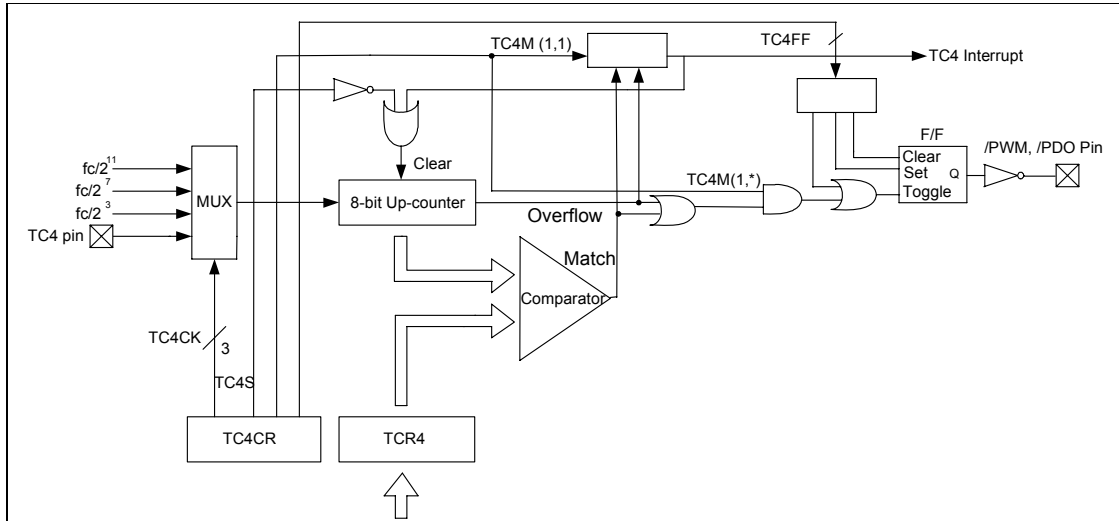 TC4M (1,1)
TC4FF
TC4 Interrupt
F/F
/PWM, /PDO Pin
Clear
Clear
Set
Q
Toggle
fc/2^11
fc/2^7
fc/2^3
TC4 pin
MUX
8-bit Up-counter
TC4M(1,*)
Overflow
Match
Comparator
TC4CK
3
TC4S
TC4CR
TCR4